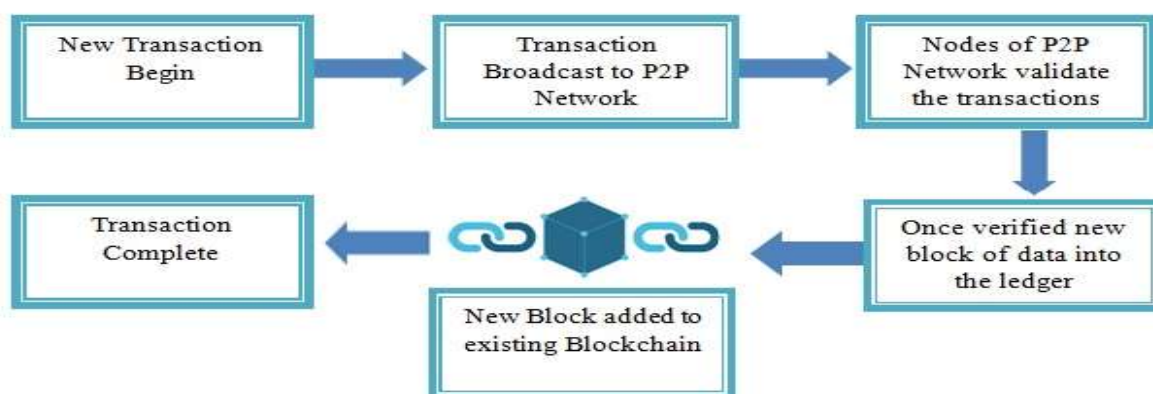 New Transaction
Begin
Transaction
Broadcast to P2P
Network
Nodes of P2P
Network validate
the transactions
Once verified new
block of data into
the ledger
New Block added to
existing Blockchain
Transaction
Complete